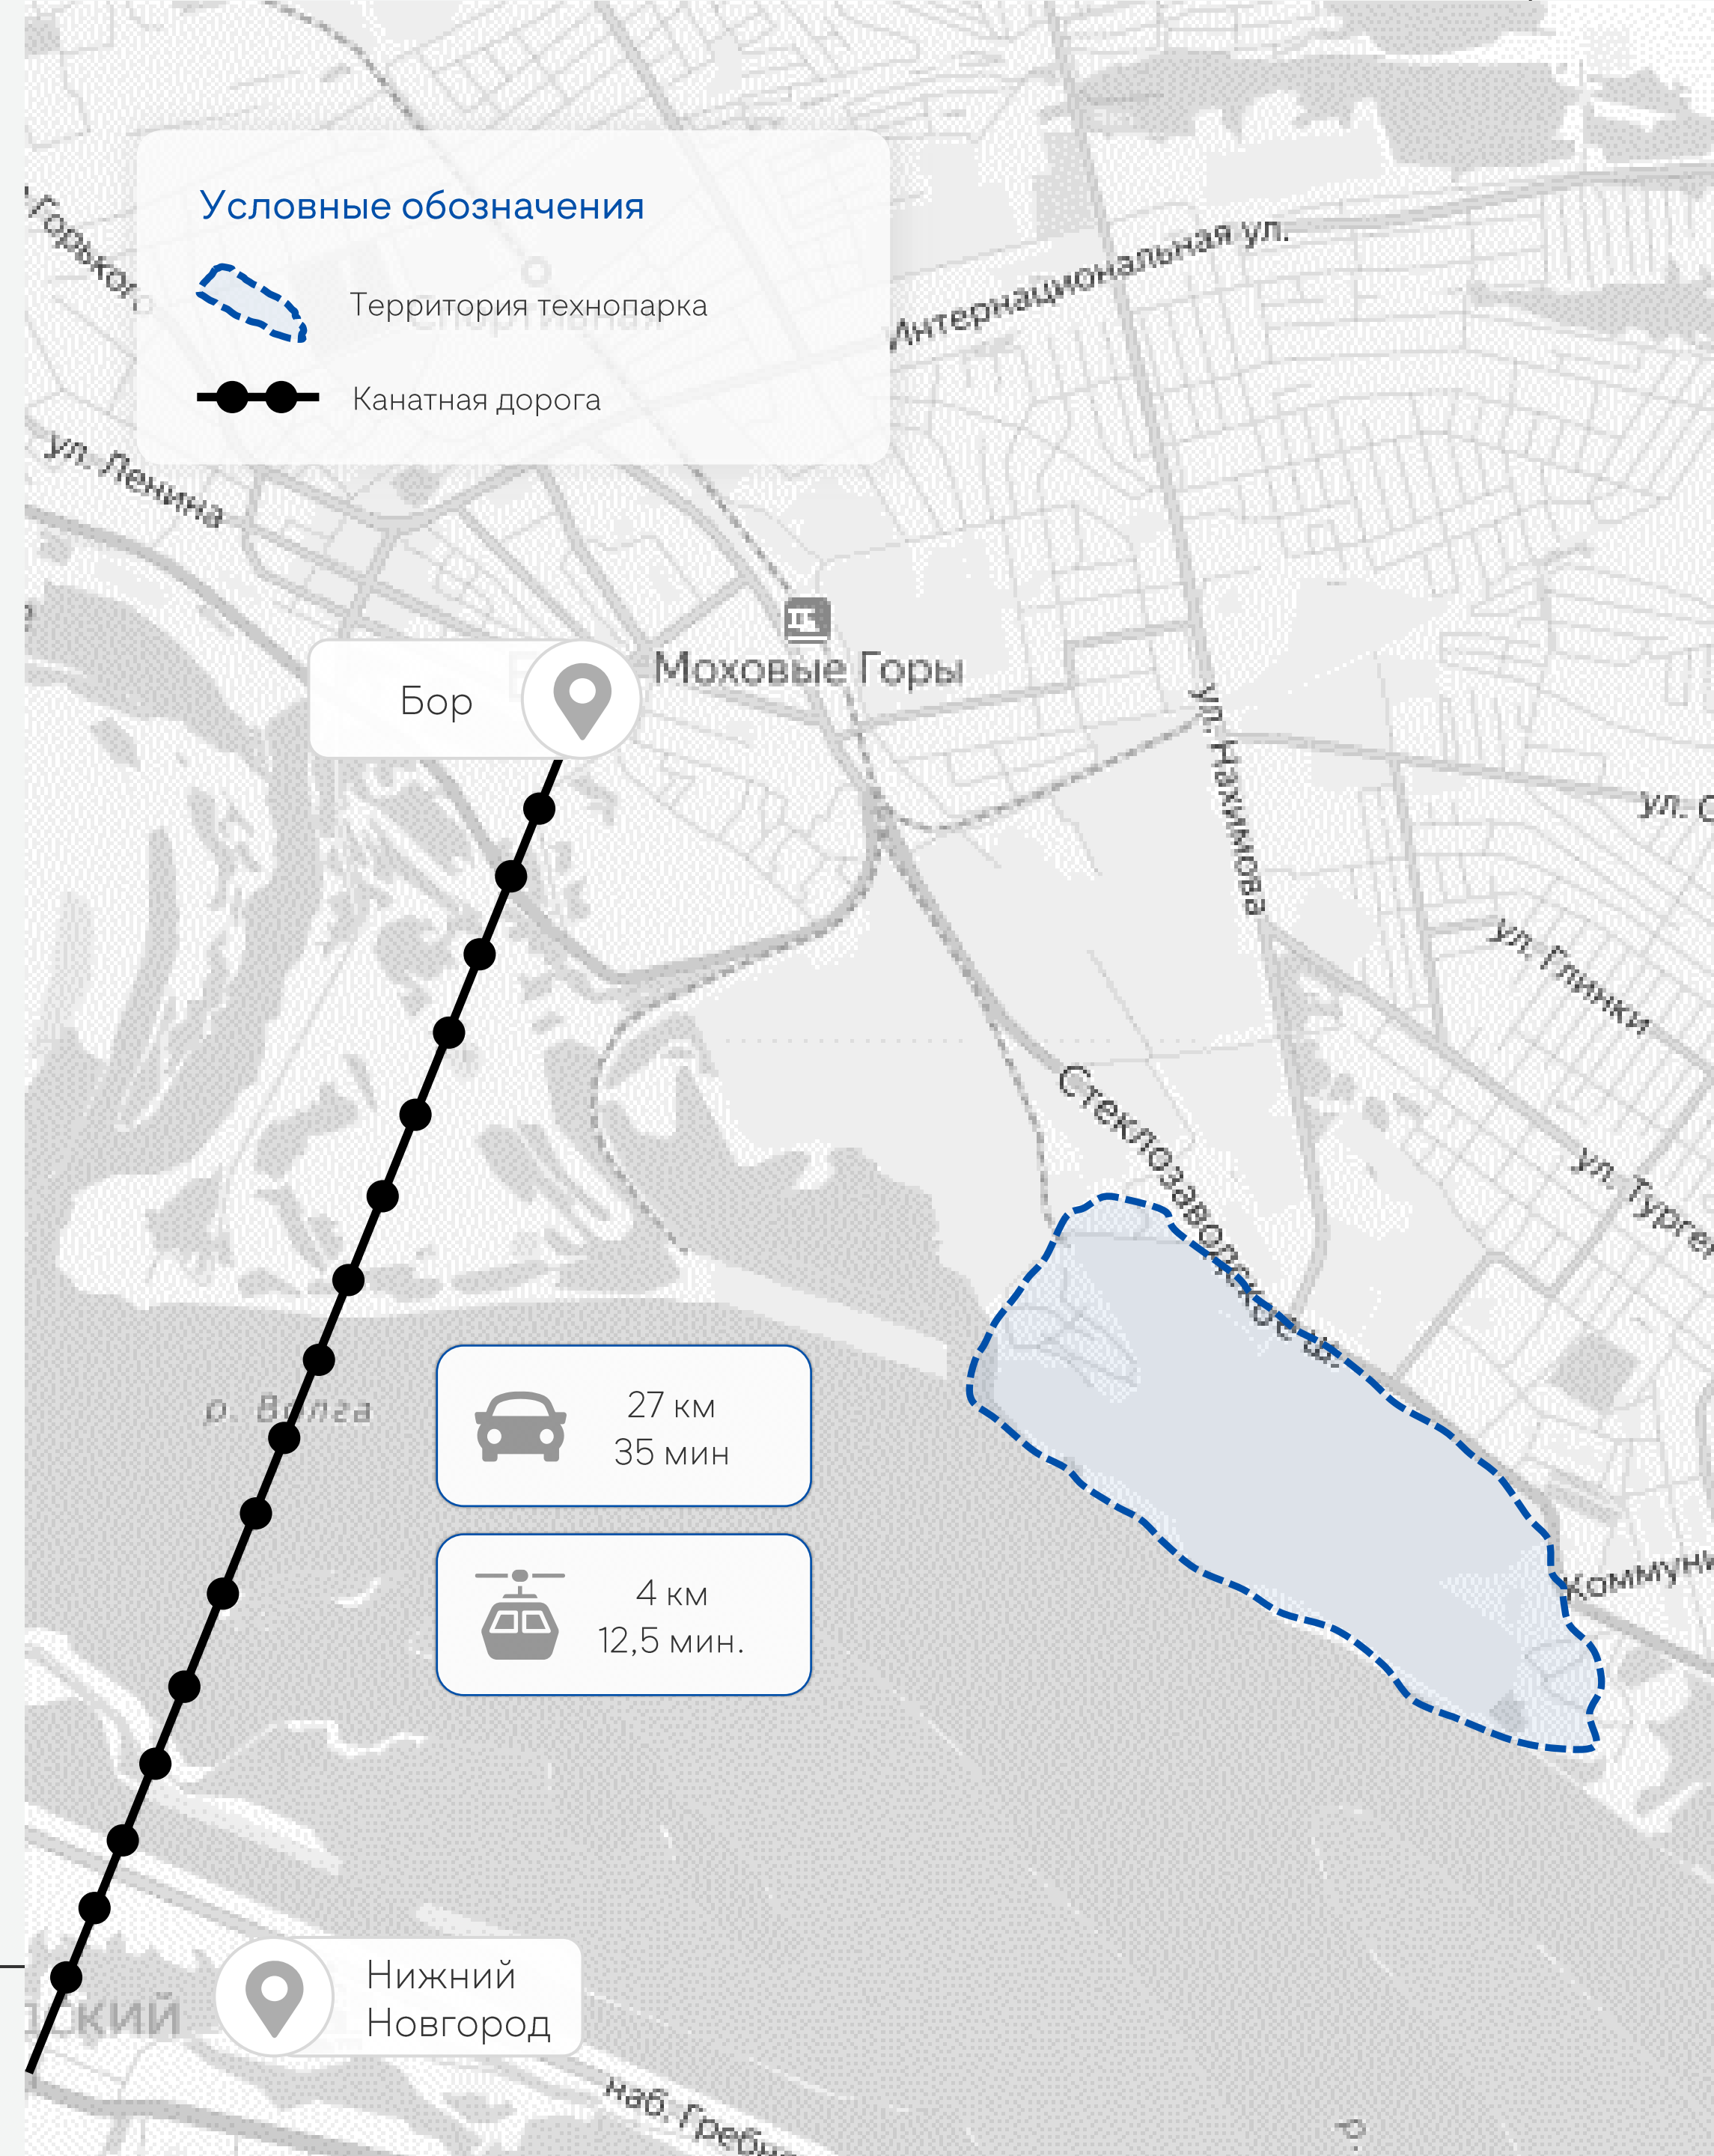 Условные обозначения
Территория технопарка
Канатная дорога
Интернациональная ул.
ул. Ленина
Моховые Горы
Бор
ул. Нахимова
ул. Глинки
Стеклозаводское ш.
р. Волга
27 км
35 мин
4 км
12,5 мин.
Нижний
Новгород